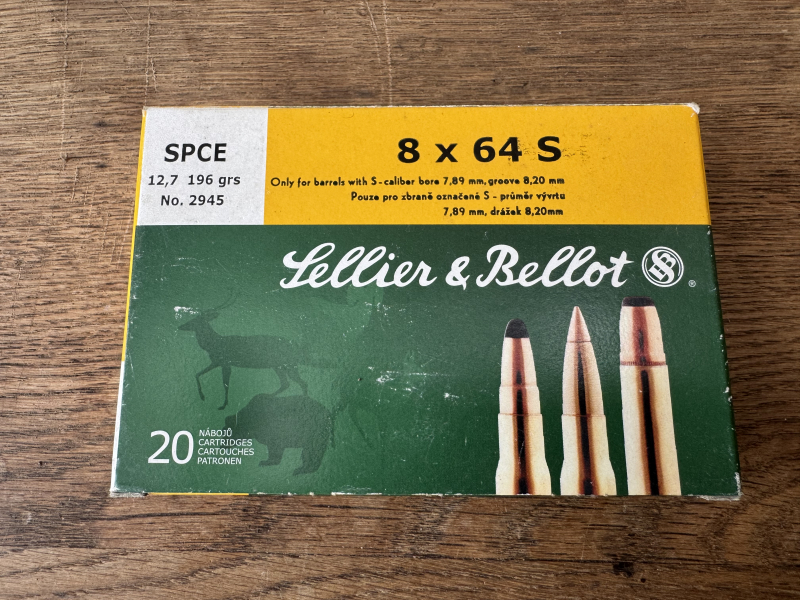 SPCE
12,7 196 grs
No. 2945
8 x 64 S
Only for barrels with S-caliber bore 7,89 mm, groove 8,20 mm
Pouze pro zbraně označené S - průměr vývrtu
7,89 mm, drážek 8,20mm
Lellier & Bellot
S&B
®
20
NÁBOJŮ
CARTRIDGES
CARTOUCHES
PATRONEN